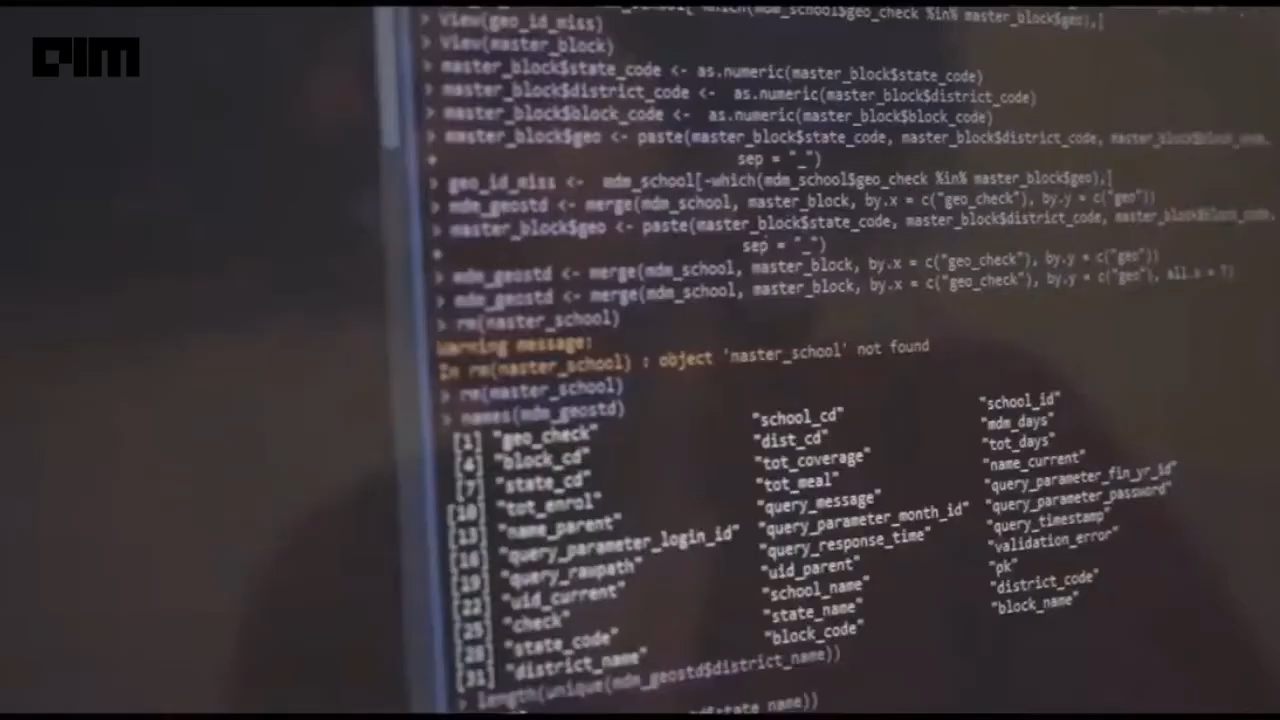 AIM
which(mdm_school$geo_check %in% master_block$geo),]
> View(geo_id_miss)
> View(master_block)
> master_block$state_code <- as.numeric(master_block$state_code)
> master_block$district_code <- as.numeric(master_block$district_code)
> master_block$block_code <- as.numeric(master_block$block_code)
> master_block$geo <- paste(master_block$state_code, master_block$district_code,
+ sep = "_")
> geo_id_miss <- mdm_school[-which(mdm_school$geo_check %in% master_block$geo),]
> mdm_geostd <- merge(mdm_school, master_block, by.x = c("geo_check"), by.y = c("geo"))
> master_block$geo <- paste(master_block$state_code, master_block$district_code,
+ sep = "_")
> mdm_geostd <- merge(mdm_school, master_block, by.x = c("geo_check"), by.y = c("geo"))
> mdm_geostd <- merge(mdm_school, master_block, by.x = c("geo_check"), by.y = c("geo"),
> rm(master_school)
Warning message:
In rm(master_school) : object 'master_school' not found
> rm(master_school)
> names(mdm_geostd)
[1] "geo_check" "school_cd" "school_id"
[4] "block_cd" "dist_cd" "mdm_days"
[7] "state_cd" "tot_coverage" "tot_days"
[10] "tot_enrol" "tot_meal" "name_current"
[13] "name_parent" "query_message" "query_parameter_fin_yr_id"
[16] "query_parameter_login_id" "query_parameter_month_id" "query_parameter_password"
[19] "query_rawpath" "query_response_time" "query_timestamp"
[22] "uid_current" "uid_parent" "validation_error"
[25] "check" "school_name" "pk"
[28] "state_code" "state_name" "district_code"
[31] "district_name" "block_code" "block_name"
> length(unique(mdm_geostd$district_name))
state_name))